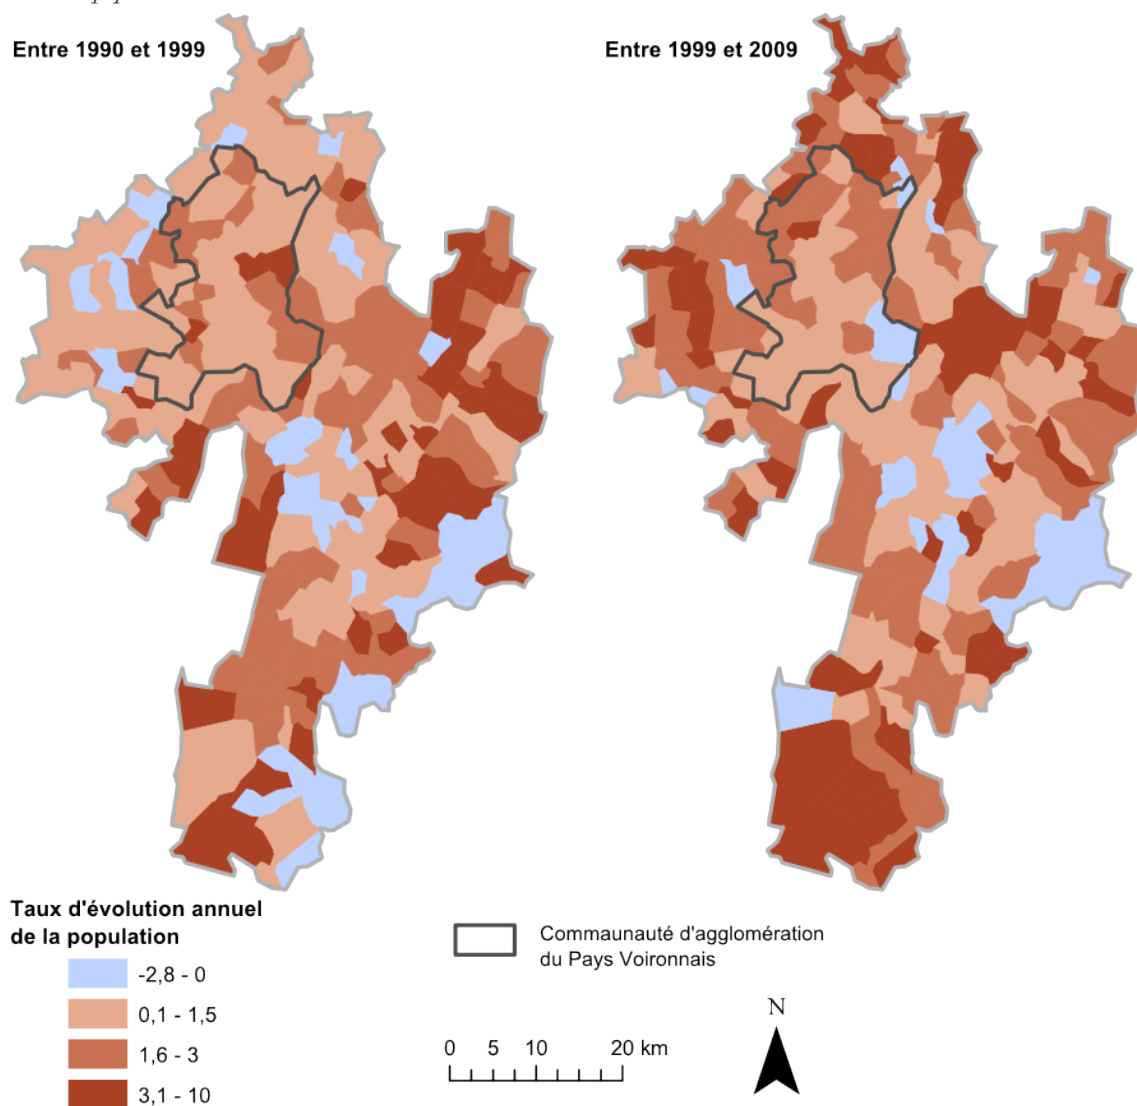 Entre 1990 et 1999
Entre 1999 et 2009
Taux d'évolution annuel
de la population
-2,8 - 0
0,1 - 1,5
1,6 - 3
3,1 - 10
Commaunauté d'agglomération
du Pays Voironnais
0 5 10 20 km
N